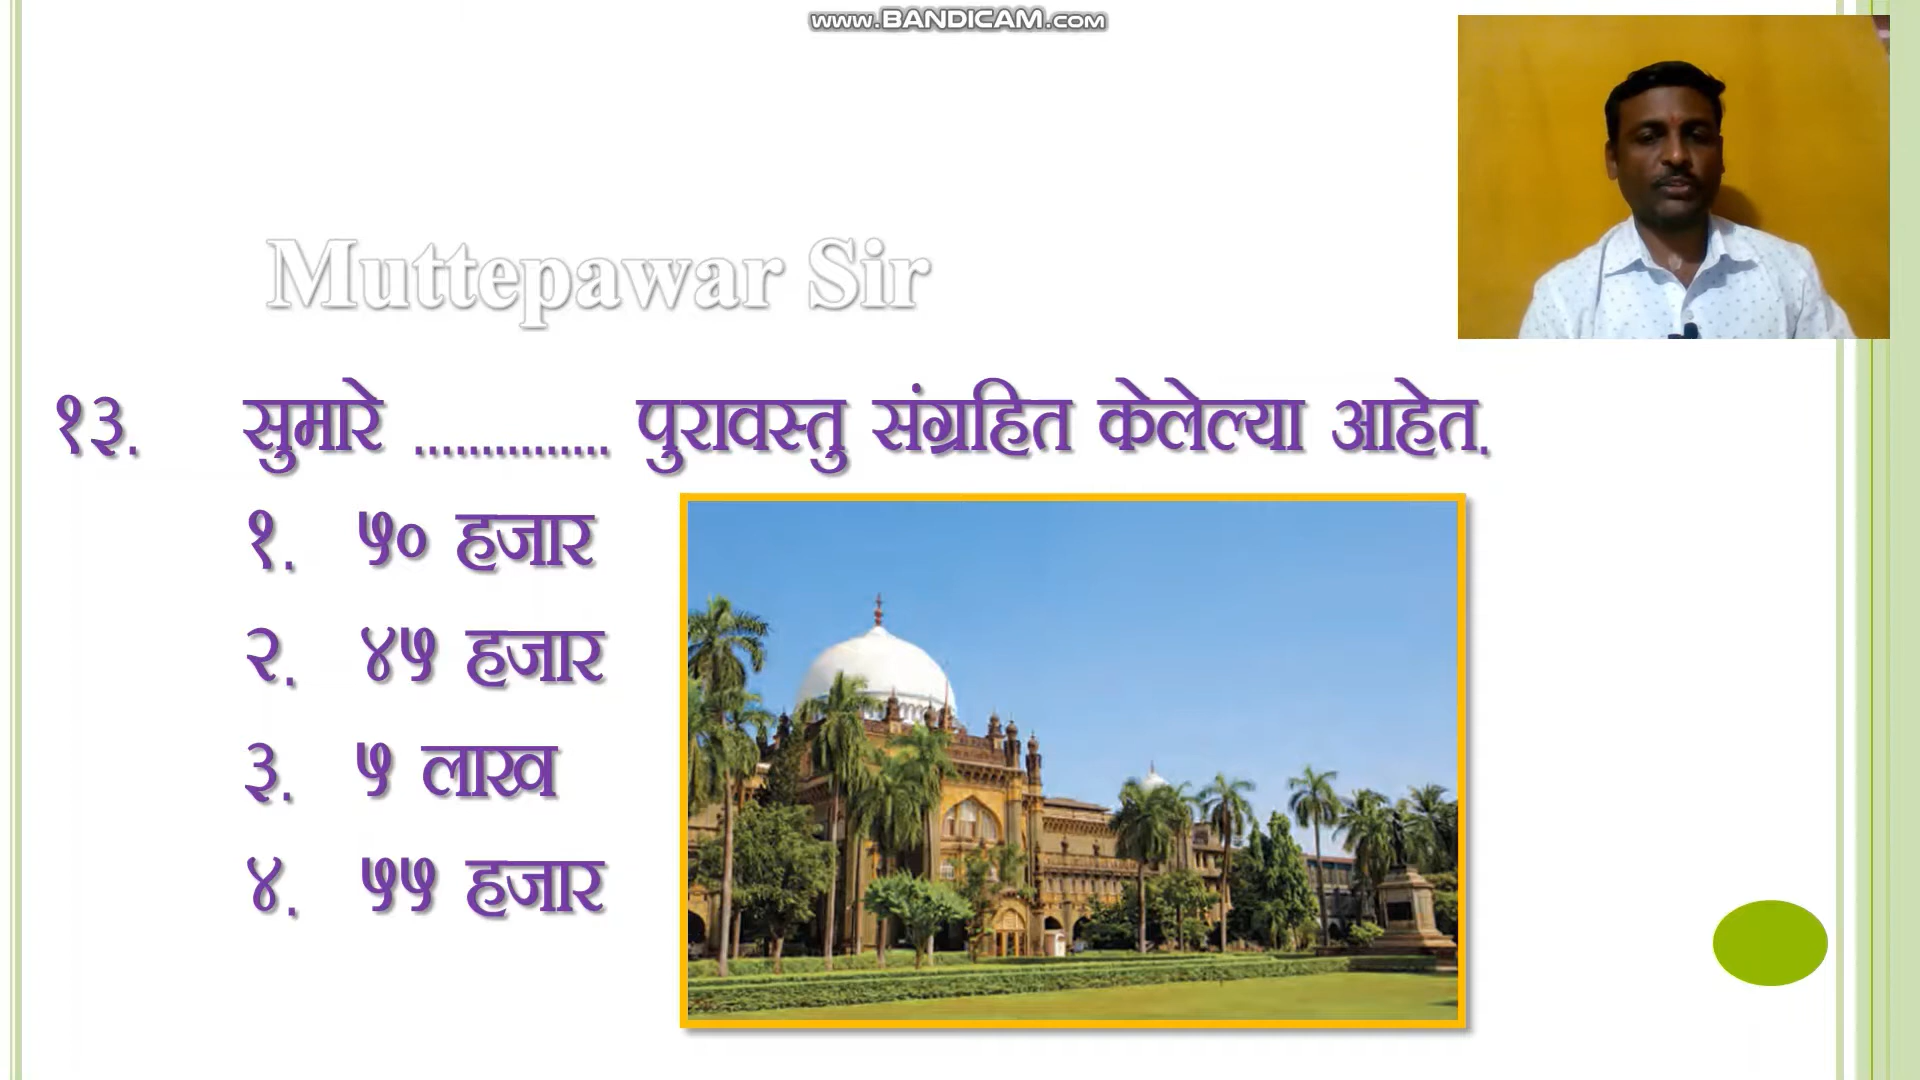 www.BANDICAM.com
Muttepawar Sir
१३. सुमारे ............... पुरावस्तु संग्रहित केलेल्या आहेत.
१. ५० हजार
२. ४५ हजार
३. ५ लाख
४. ५५ हजार